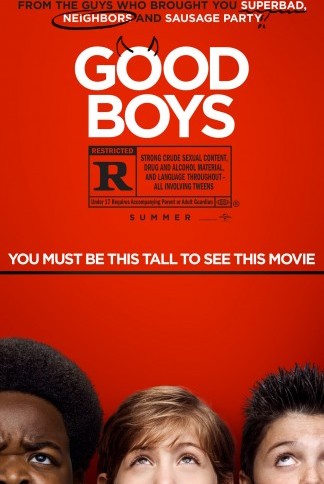 FROM THE GUYS WHO BROUGHT YOU SUPERBAD,
NEIGHBORS AND SAUSAGE PARTY.
GOOD
BOYS
RESTRICTED
R
STRONG CRUDE SEXUAL CONTENT,
DRUG AND ALCOHOL MATERIAL,
AND LANGUAGE THROUGHOUT -
ALL INVOLVING TWEENS
Under 17 Requires Accompanying Parent or Adult Guardian
SUMMER
YOU MUST BE THIS TALL TO SEE THIS MOVIE